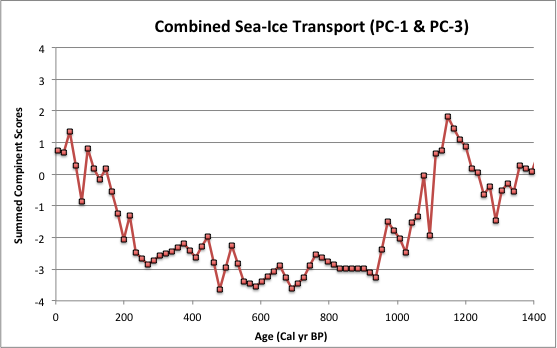 Combined Sea-Ice Transport (PC-1 & PC-3)
4
3
2
1
0
-1
-2
-3
-4
Summed Compinent Scores
0 200 400 600 800 1000 1200 1400
Age (Cal yr BP)